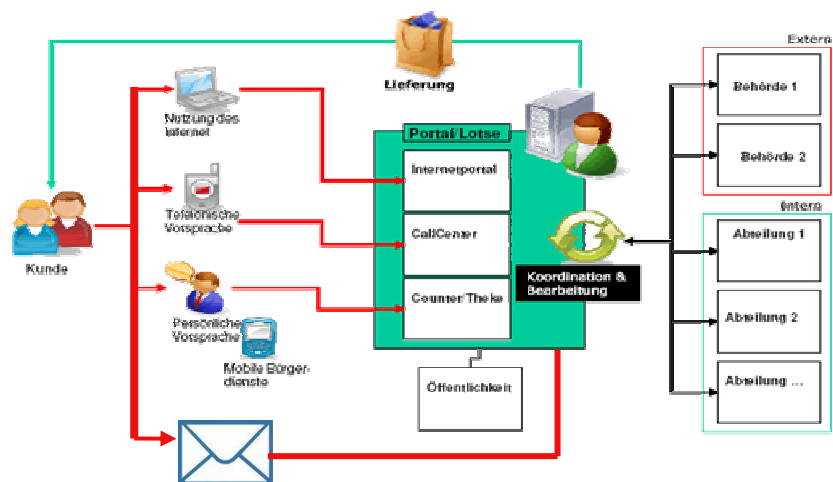 Lieferung
Extern
Behörde 1
Behörde 2
Nutzung des
Internet
Portal/Lotse
Internetportal
Telefonische
Vorsprache
CallCenter
Kunde
Koordination &
Bearbeitung
Counter/Theke
Persönliche
Vorsprache
Mobile Bürger-
dienste
Öffentlichkeit
Intern
Abteilung 1
Abteilung 2
Abteilung ...